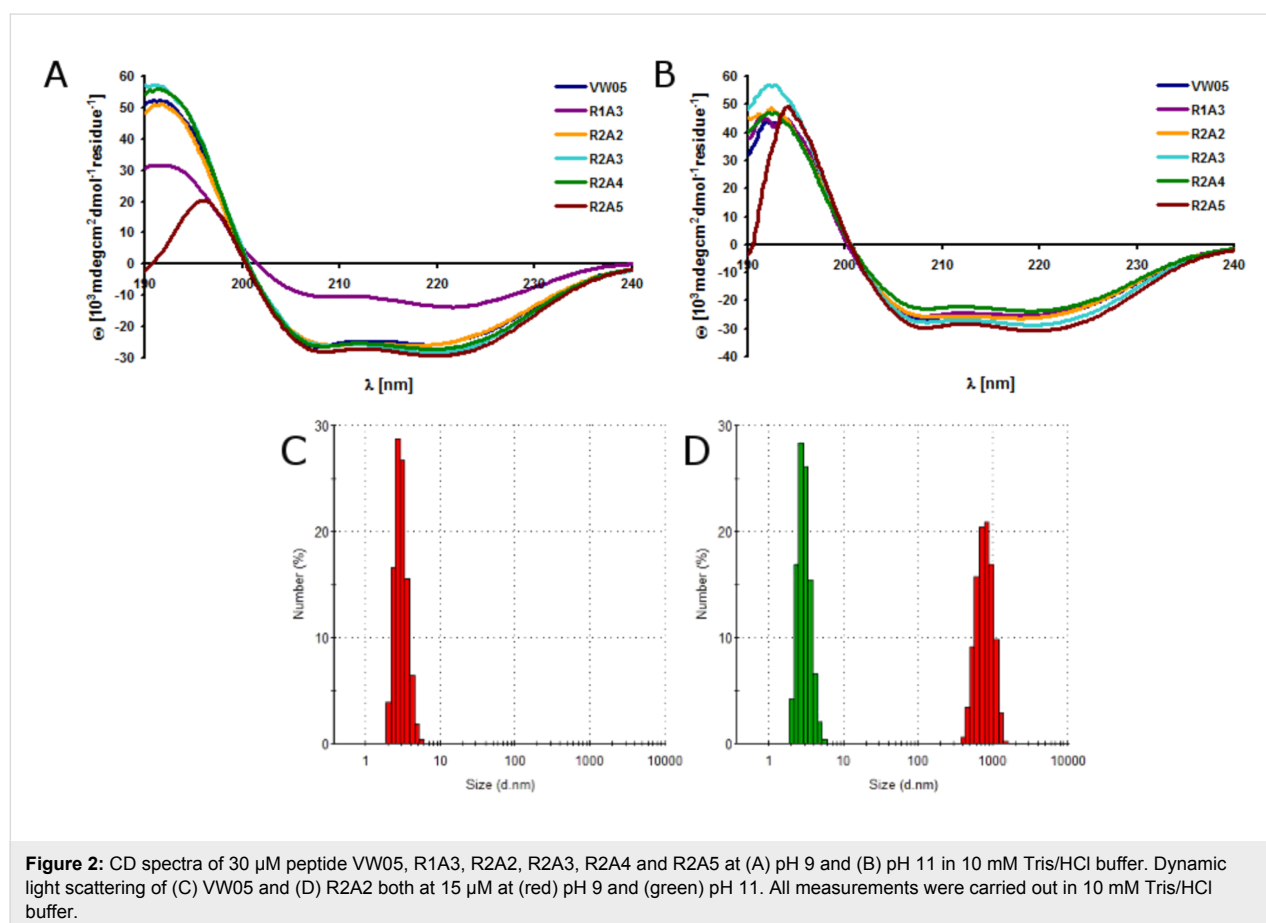 A
60
50
40
30
20
10
0
-10
-20
-30
190
200
210
220
230
240
Θ [10³mdegcm²dmol⁻¹residue⁻¹]
λ [nm]
VW05
R1A3
R2A2
R2A3
R2A4
R2A5
B
60
50
40
30
20
10
0
-10
-20
-30
-40
190
200
210
220
230
240
Θ [10³mdegcm²dmol⁻¹residue⁻¹]
λ [nm]
VW05
R1A3
R2A2
R2A3
R2A4
R2A5
C
30
20
10
0
Number (%)
1
10
100
1000
10000
Size (d.nm)
D
30
20
10
0
Number (%)
1
10
100
1000
10000
Size (d.nm)
Figure 2: CD spectra of 30 µM peptide VW05, R1A3, R2A2, R2A3, R2A4 and R2A5 at (A) pH 9 and (B) pH 11 in 10 mM Tris/HCl buffer. Dynamic
light scattering of (C) VW05 and (D) R2A2 both at 15 µM at (red) pH 9 and (green) pH 11. All measurements were carried out in 10 mM Tris/HCl
buffer.